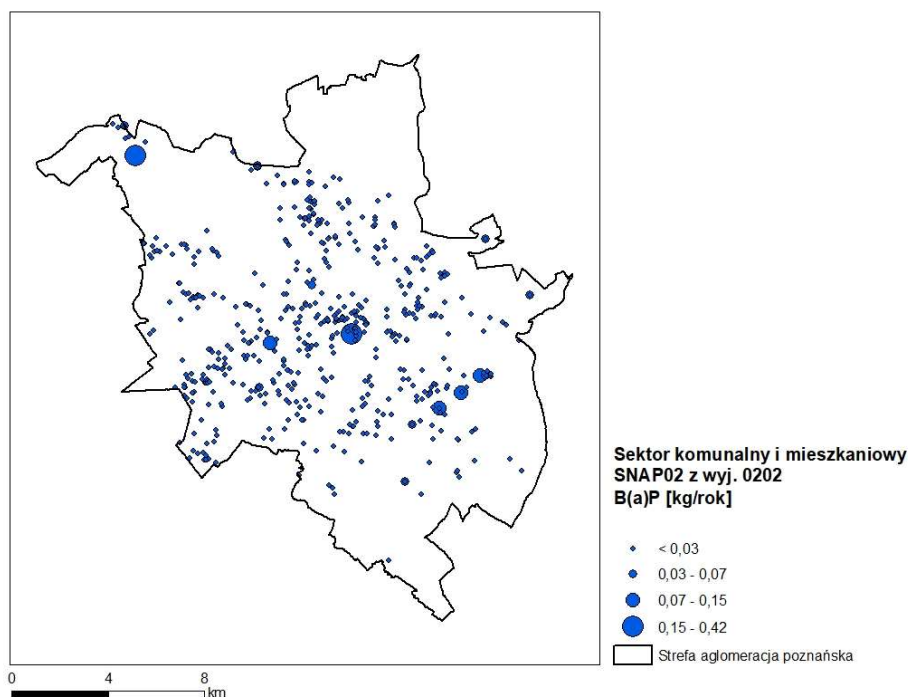 Sektor komunalny i mieszkaniowy
SNAP02 z wyj. 0202
B(a)P [kg/rok]
< 0,03
0,03 - 0,07
0,07 - 0,15
0,15 - 0,42
Strefa aglomeracja poznańska
0 4 8
km